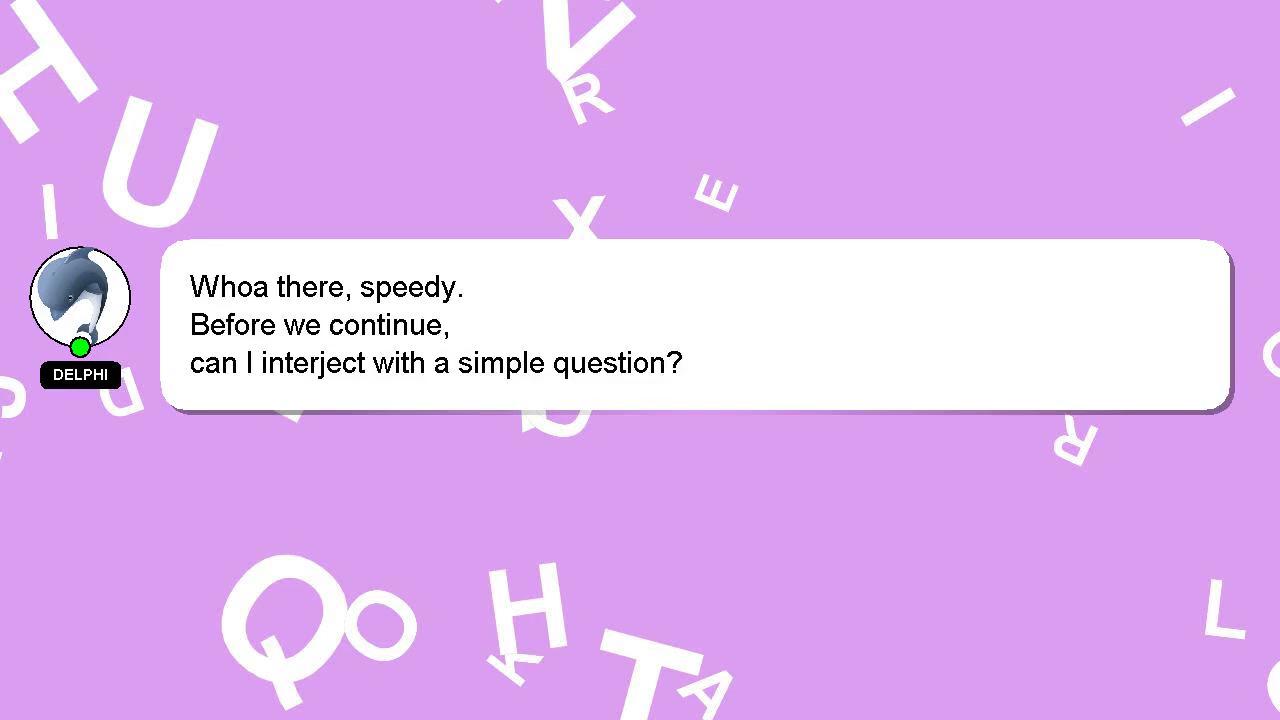 H
U
V
R
I
E
I
X
Whoa there, speedy.
Before we continue,
can I interject with a simple question?
DELPHI
D
R
Q
O
H
K
T
A
L